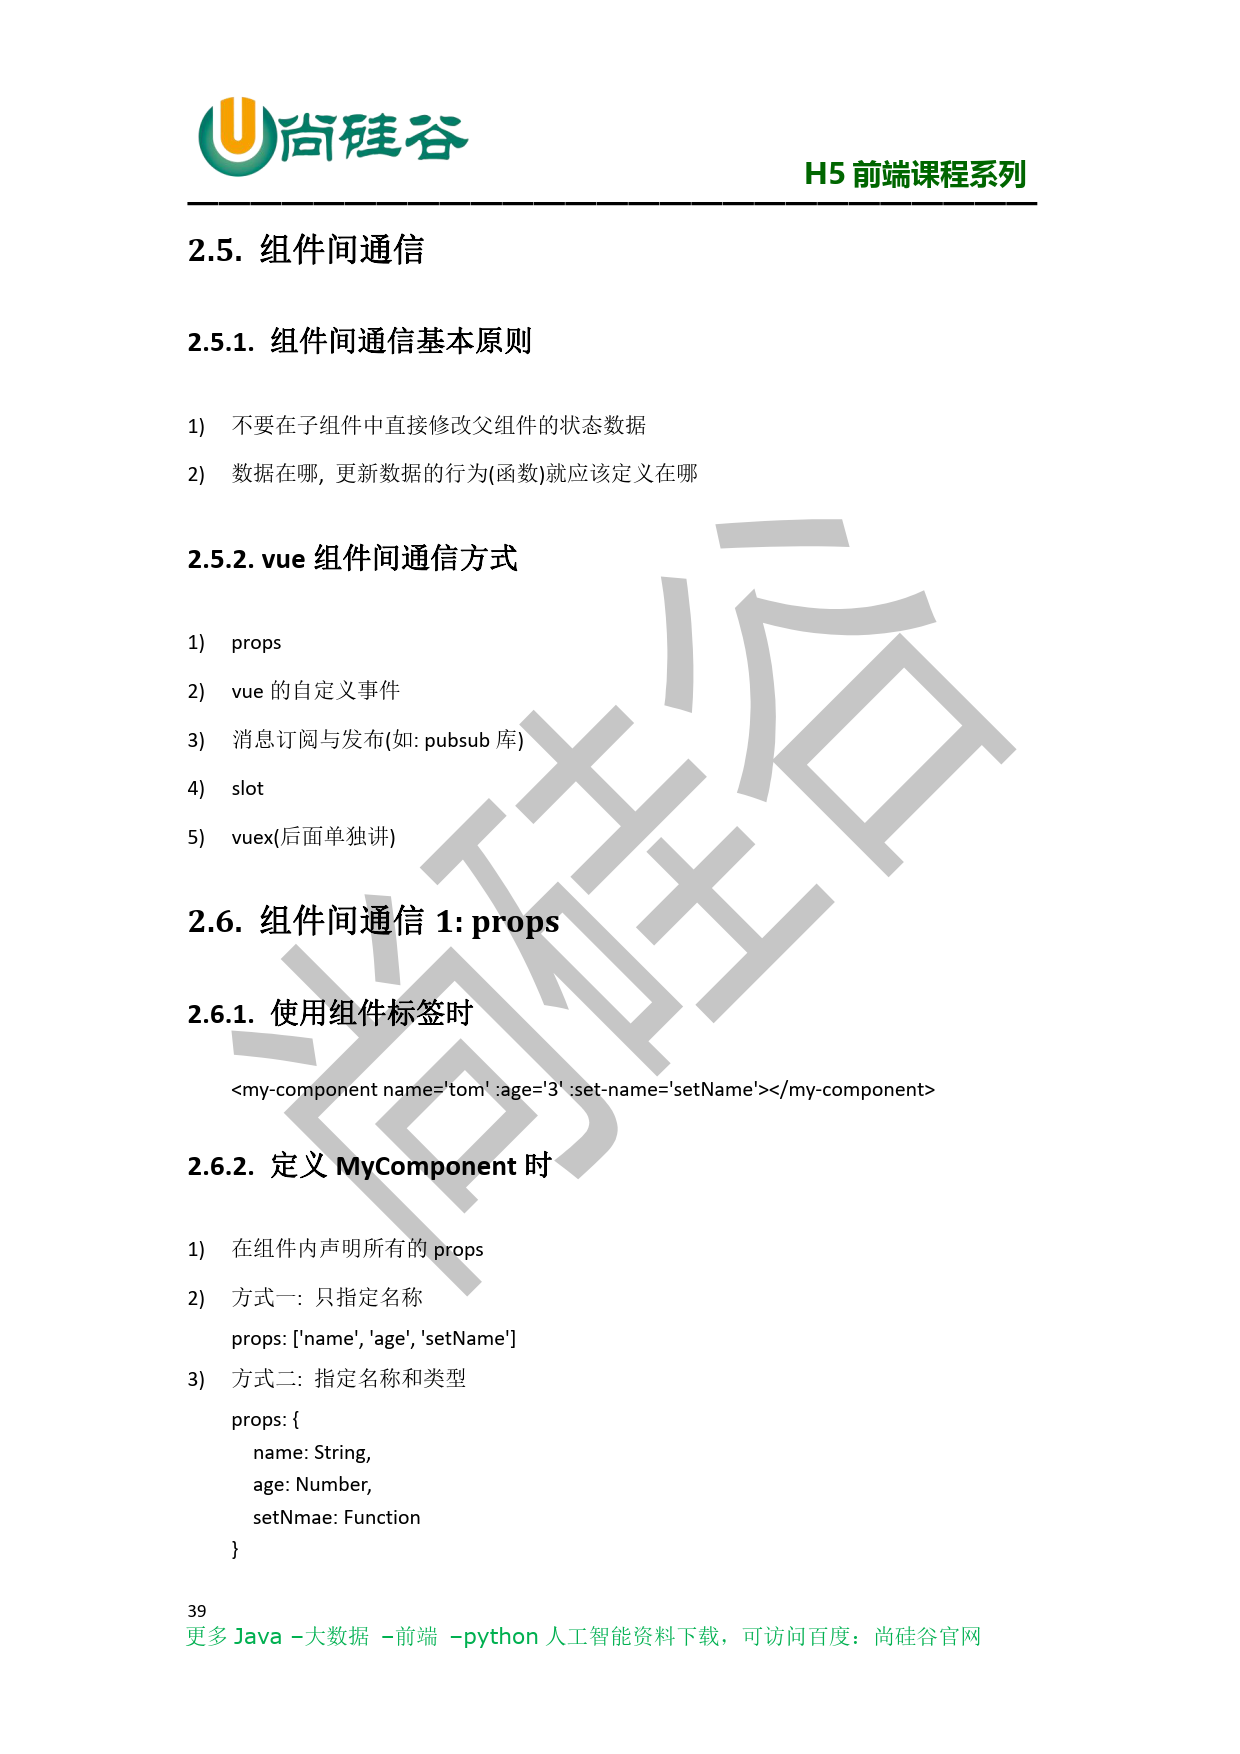 尚硅谷
H5 前端课程系列
2.5. 组件间通信
2.5.1. 组件间通信基本原则
1) 不要在子组件中直接修改父组件的状态数据
2) 数据在哪, 更新数据的行为(函数)就应该定义在哪
2.5.2. vue 组件间通信方式
1) props
2) vue 的自定义事件
3) 消息订阅与发布(如: pubsub 库)
4) slot
5) vuex(后面单独讲)
2.6. 组件间通信 1: props
2.6.1. 使用组件标签时
<my-component name='tom' :age='3' :set-name='setName'></my-component>
2.6.2. 定义 MyComponent 时
1) 在组件内声明所有的 props
2) 方式一: 只指定名称
props: ['name', 'age', 'setName']
3) 方式二: 指定名称和类型
props: {
name: String,
age: Number,
setNmae: Function
}
39
更多 Java –大数据 –前端 –python 人工智能资料下载，可访问百度：尚硅谷官网
尚硅谷